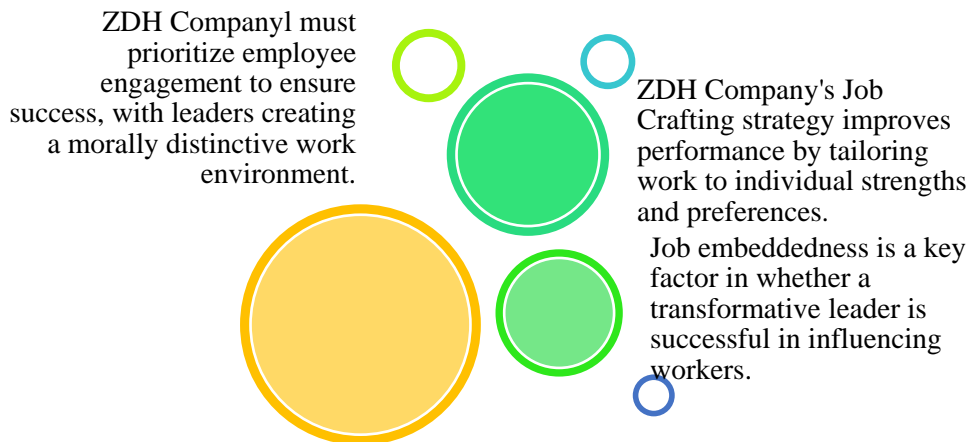 ZDH Companyl must
prioritize employee
engagement to ensure
success, with leaders creating
a morally distinctive work
environment.
ZDH Company's Job
Crafting strategy improves
performance by tailoring
work to individual strengths
and preferences.
Job embeddedness is a key
factor in whether a
transformative leader is
successful in influencing
workers.